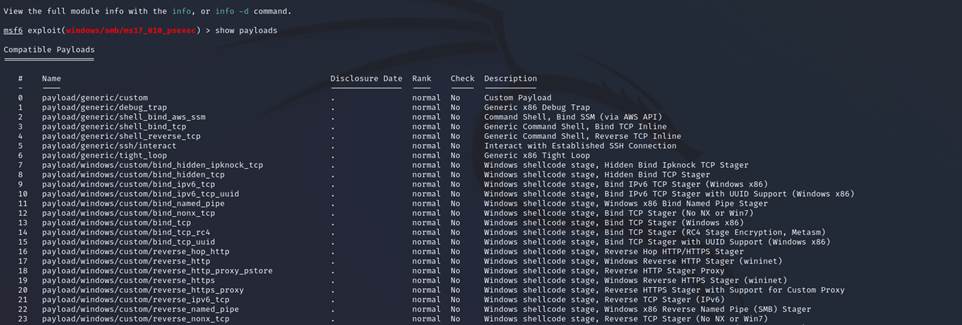 View the full module info with the info, or info -d command.
msf6 exploit(windows/smb/ms17_010_psexec) > show payloads
Compatible Payloads
===================
# Name Disclosure Date Rank Check Description
- ---- --------------- ---- ----- -----------
0 payload/generic/custom . normal No Custom Payload
1 payload/generic/debug_trap . normal No Generic x86 Debug Trap
2 payload/generic/shell_bind_aws_ssm . normal No Command Shell, Bind SSM (via AWS API)
3 payload/generic/shell_bind_tcp . normal No Generic Command Shell, Bind TCP Inline
4 payload/generic/shell_reverse_tcp . normal No Generic Command Shell, Reverse TCP Inline
5 payload/generic/ssh/interact . normal No Interact with Established SSH Connection
6 payload/generic/tight_loop . normal No Generic x86 Tight Loop
7 payload/windows/custom/bind_hidden_ipknock_tcp . normal No Windows shellcode stage, Hidden Bind Ipknock TCP Stager
8 payload/windows/custom/bind_hidden_tcp . normal No Windows shellcode stage, Hidden Bind TCP Stager
9 payload/windows/custom/bind_ipv6_tcp . normal No Windows shellcode stage, Bind IPv6 TCP Stager (Windows x86)
10 payload/windows/custom/bind_ipv6_tcp_uuid . normal No Windows shellcode stage, Bind IPv6 TCP Stager with UUID Support (Windows x86)
11 payload/windows/custom/bind_named_pipe . normal No Windows shellcode stage, Windows x86 Bind Named Pipe Stager
12 payload/windows/custom/bind_nonx_tcp . normal No Windows shellcode stage, Bind TCP Stager (No NX or Win7)
13 payload/windows/custom/bind_tcp . normal No Windows shellcode stage, Bind TCP Stager (Windows x86)
14 payload/windows/custom/bind_tcp_rc4 . normal No Windows shellcode stage, Bind TCP Stager (RC4 Stage Encryption, Metasm)
15 payload/windows/custom/bind_tcp_uuid . normal No Windows shellcode stage, Bind TCP Stager with UUID Support (Windows x86)
16 payload/windows/custom/reverse_hop_http . normal No Windows shellcode stage, Reverse Hop HTTP/HTTPS Stager
17 payload/windows/custom/reverse_http . normal No Windows shellcode stage, Windows Reverse HTTP Stager (wininet)
18 payload/windows/custom/reverse_http_proxy_pstore . normal No Windows shellcode stage, Reverse HTTP Stager Proxy
19 payload/windows/custom/reverse_https . normal No Windows shellcode stage, Windows Reverse HTTPS Stager (wininet)
20 payload/windows/custom/reverse_https_proxy . normal No Windows shellcode stage, Reverse HTTPS Stager with Support for Custom Proxy
21 payload/windows/custom/reverse_ipv6_tcp . normal No Windows shellcode stage, Reverse TCP Stager (IPv6)
22 payload/windows/custom/reverse_named_pipe . normal No Windows shellcode stage, Windows x86 Reverse Named Pipe (SMB) Stager
23 payload/windows/custom/reverse_nonx_tcp . normal No Windows shellcode stage, Reverse TCP Stager (No NX or Win7)